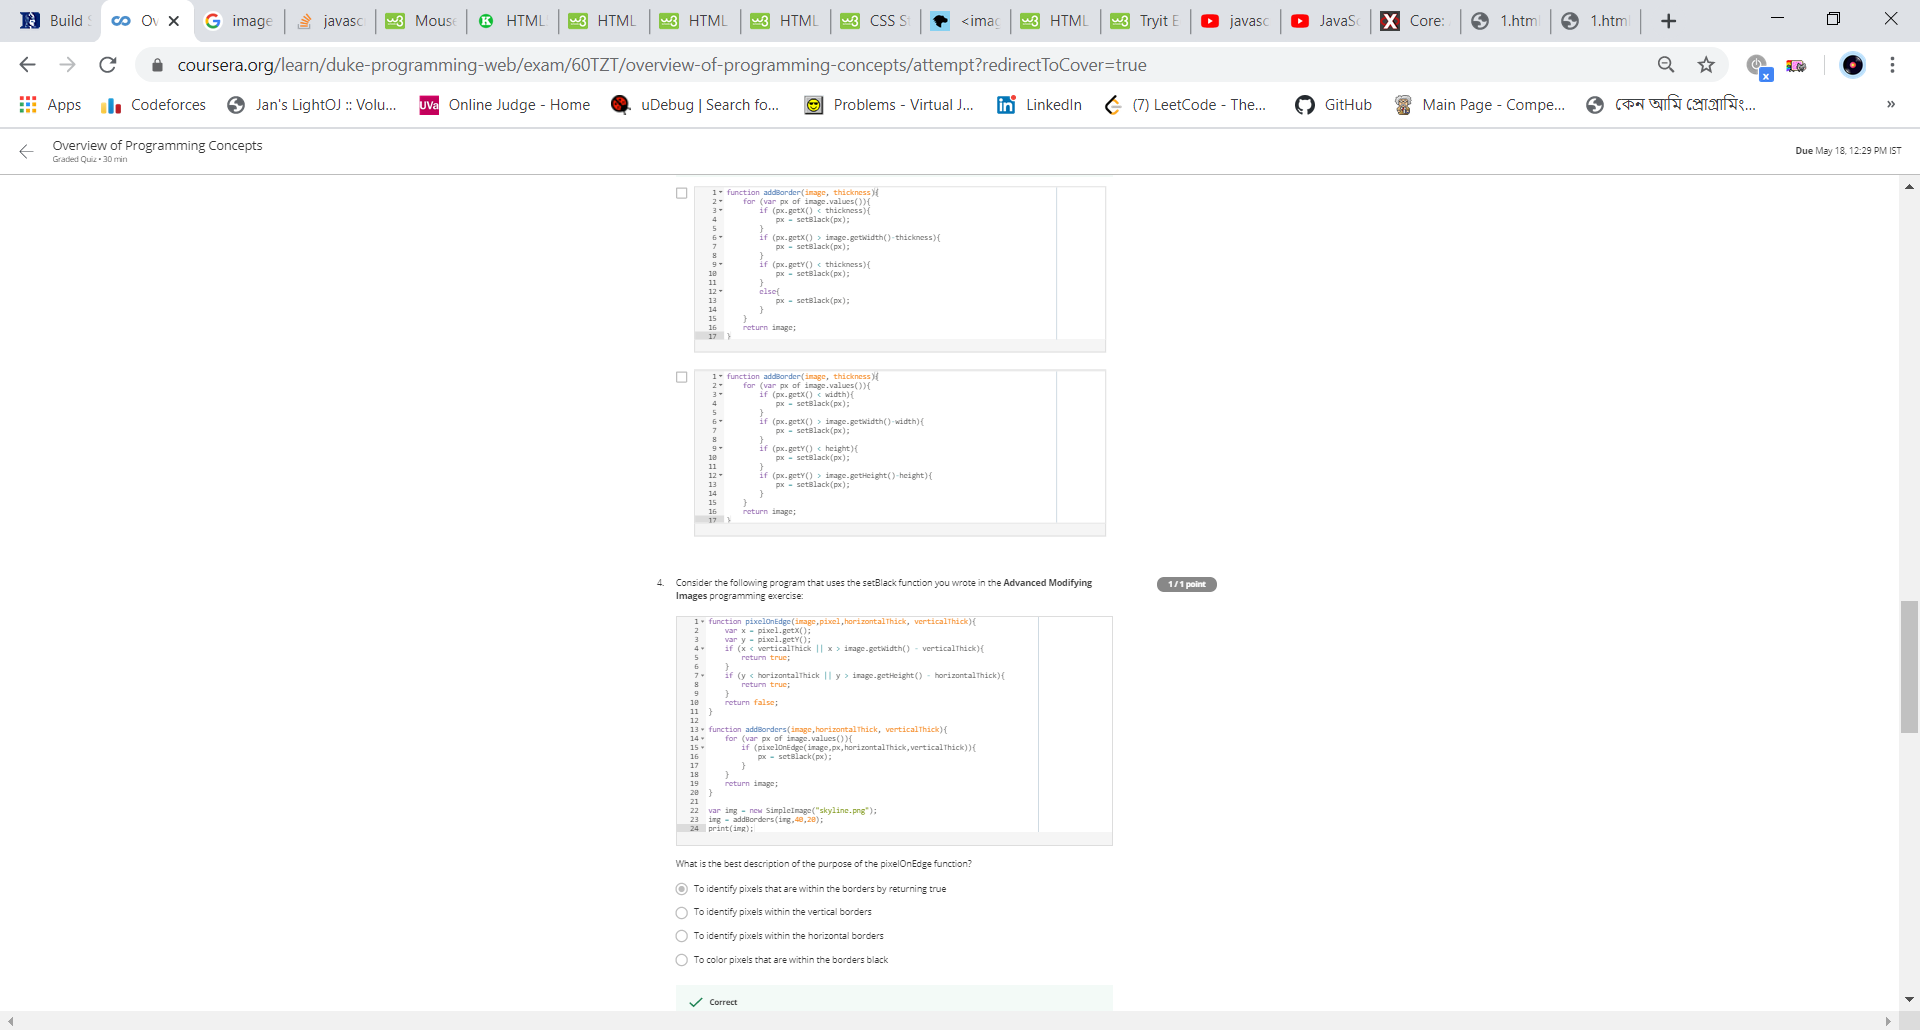 Build
Ov
image
javasc
Mouse
HTML
HTML
HTML
HTML
CSS S
<imag
HTML
Tryit E
javasc
JavaSc
Core:
1.html
1.html
coursera.org/learn/duke-programming-web/exam/60TZT/overview-of-programming-concepts/attempt?redirectToCover=true
Apps Codeforces Jan's LightOJ :: Volu... UVa Online Judge - Home uDebug | Search fo... Problems - Virtual J... LinkedIn (7) LeetCode - The... GitHub Main Page - Compe... কেন আমি প্রোগ্রামিং... »
Overview of Programming Concepts
Graded Quiz • 30 min
Due May 18, 12:29 PM IST
1 function addBorder(image, thickness){
2 for (var px of image.values()){
3 if (px.getX() < thickness){
4 px = setBlack(px);
5 }
6 if (px.getX() > image.getWidth()-thickness){
7 px = setBlack(px);
8 }
9 if (px.getY() < thickness){
10 px = setBlack(px);
11 }
12 else{
13 px = setBlack(px);
14 }
15 }
16 return image;
17 }
1 function addBorder(image, thickness){
2 for (var px of image.values()){
3 if (px.getX() < width){
4 px = setBlack(px);
5 }
6 if (px.getX() > image.getWidth()-width){
7 px = setBlack(px);
8 }
9 if (px.getY() < height){
10 px = setBlack(px);
11 }
12 if (px.getY() > image.getHeight()-height){
13 px = setBlack(px);
14 }
15 }
16 return image;
17 }
4. Consider the following program that uses the setBlack function you wrote in the Advanced Modifying
Images programming exercise:
1 / 1 point
1 function pixelOnEdge(image,pixel,horizontalThick, verticalThick){
2 var x = pixel.getX();
3 var y = pixel.getY();
4 if (x < verticalThick || x > image.getWidth() - verticalThick){
5 return true;
6 }
7 if (y < horizontalThick || y > image.getHeight() - horizontalThick){
8 return true;
9 }
10 return false;
11 }
12
13 function addBorders(image,horizontalThick, verticalThick){
14 for (var px of image.values()){
15 if (pixelOnEdge(image,px,horizontalThick,verticalThick)){
16 px = setBlack(px);
17 }
18 }
19 return image;
20 }
21
22 var img = new SimpleImage("skyline.png");
23 img = addBorders(img,40,20);
24 print(img);
What is the best description of the purpose of the pixelOnEdge function?
To identify pixels that are within the borders by returning true
To identify pixels within the vertical borders
To identify pixels within the horizontal borders
To color pixels that are within the borders black
Correct